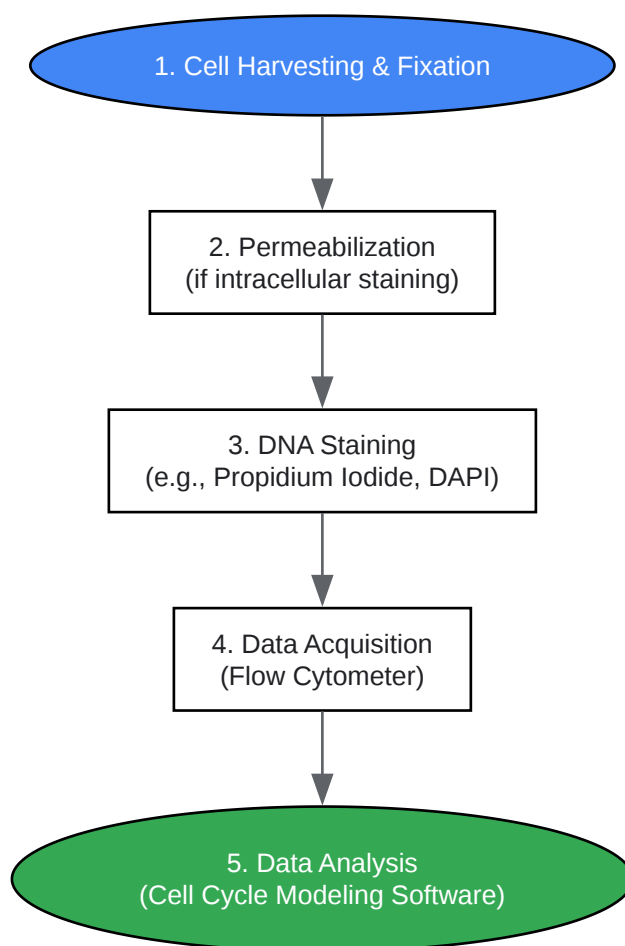 1. Cell Harvesting & Fixation
2. Permeabilization
(if intracellular staining)
3. DNA Staining
(e.g., Propidium Iodide, DAPI)
4. Data Acquisition
(Flow Cytometer)
5. Data Analysis
(Cell Cycle Modeling Software)